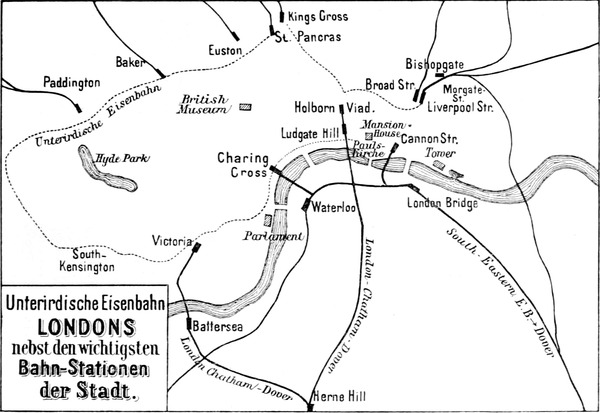 Kings Cross
St. Pancras
Euston
Baker
Paddington
Unterirdische Eisenbahn
British
Museum
Hyde Park
Bishopgate
Broad Str.
Morgate-
St.
Liverpool Str.
Holborn Viad.
Ludgate Hill
Mansion-
House
Pauls-
kirche
Cannon Str.
Tower
Charing
Cross
Waterloo
London Bridge
Parlament
Victoria
South-
Kensington
Battersea
London Chatham-Dover
London-Chatham-Dover
South-Eastern E.B.→Dover
Herne Hill
Unterirdische Eisenbahn
LONDONS
nebst den wichtigsten
Bahn-Stationen
der Stadt.